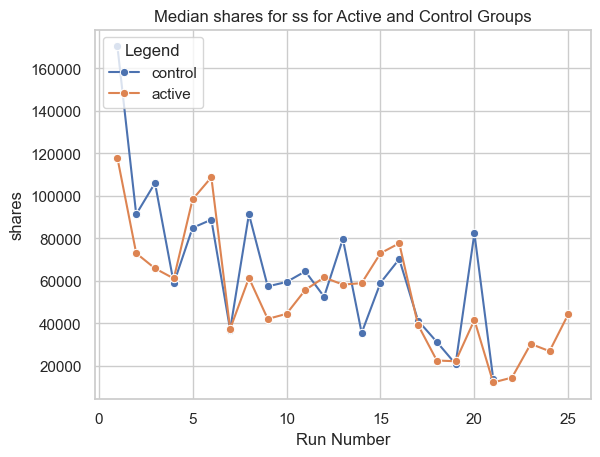 Median shares for ss for Active and Control Groups
Legend
control
active
shares
160000
140000
120000
100000
80000
60000
40000
20000
0
5
10
15
20
25
Run Number